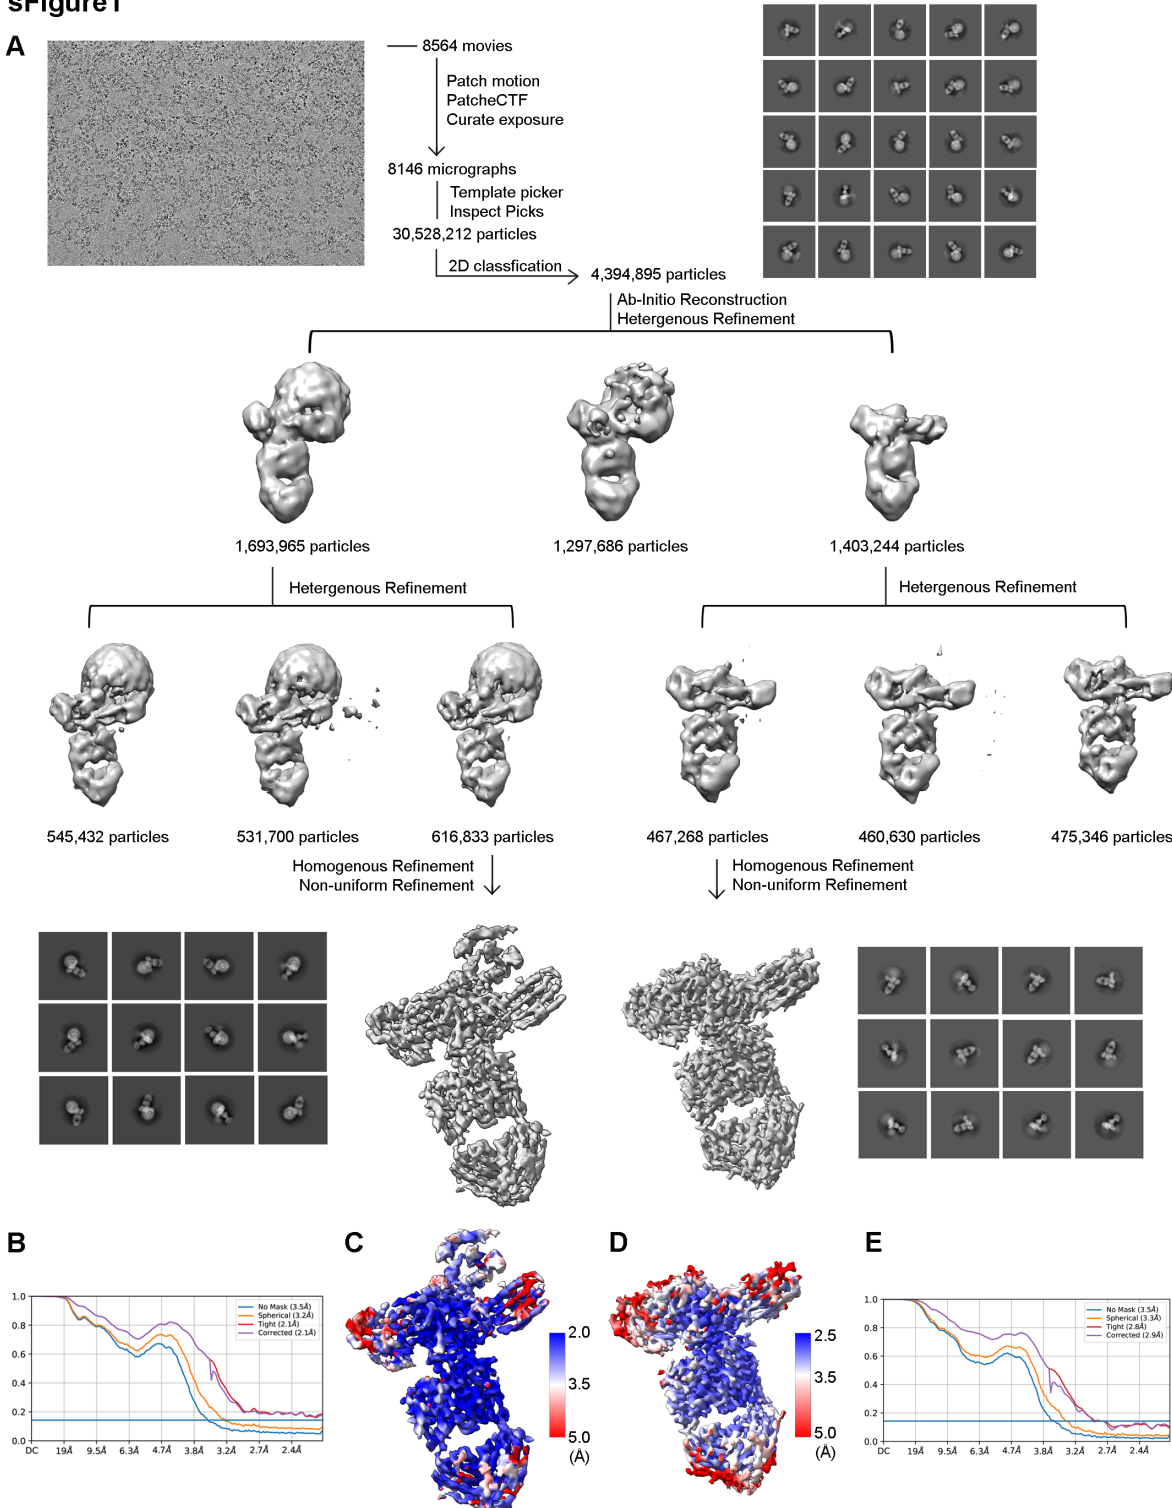 sFigure1
A
8564 movies
Patch motion
PatcheCTF
Curate exposure
8146 micrographs
Template picker
Inspect Picks
30,528,212 particles
2D classfication
4,394,895 particles
Ab-Initio Reconstruction
Hetergenous Refinement
1,693,965 particles
1,297,686 particles
1,403,244 particles
Hetergenous Refinement
Hetergenous Refinement
545,432 particles
531,700 particles
616,833 particles
467,268 particles
460,630 particles
475,346 particles
Homogenous Refinement
Non-uniform Refinement
Homogenous Refinement
Non-uniform Refinement
B
1.0
0.8
0.6
0.4
0.2
0.0
DC 19Å 9.5Å 6.3Å 4.7Å 3.8Å 3.2Å 2.7Å 2.4Å
No Mask (3.5Å)
Spherical (3.2Å)
Tight (2.1Å)
Corrected (2.1Å)
C
2.0
3.5
5.0
(Å)
D
2.5
3.5
5.0
(Å)
E
1.0
0.8
0.6
0.4
0.2
0.0
DC 19Å 9.5Å 6.3Å 4.7Å 3.8Å 3.2Å 2.7Å 2.4Å
No Mask (3.5Å)
Spherical (3.3Å)
Tight (2.8Å)
Corrected (2.9Å)